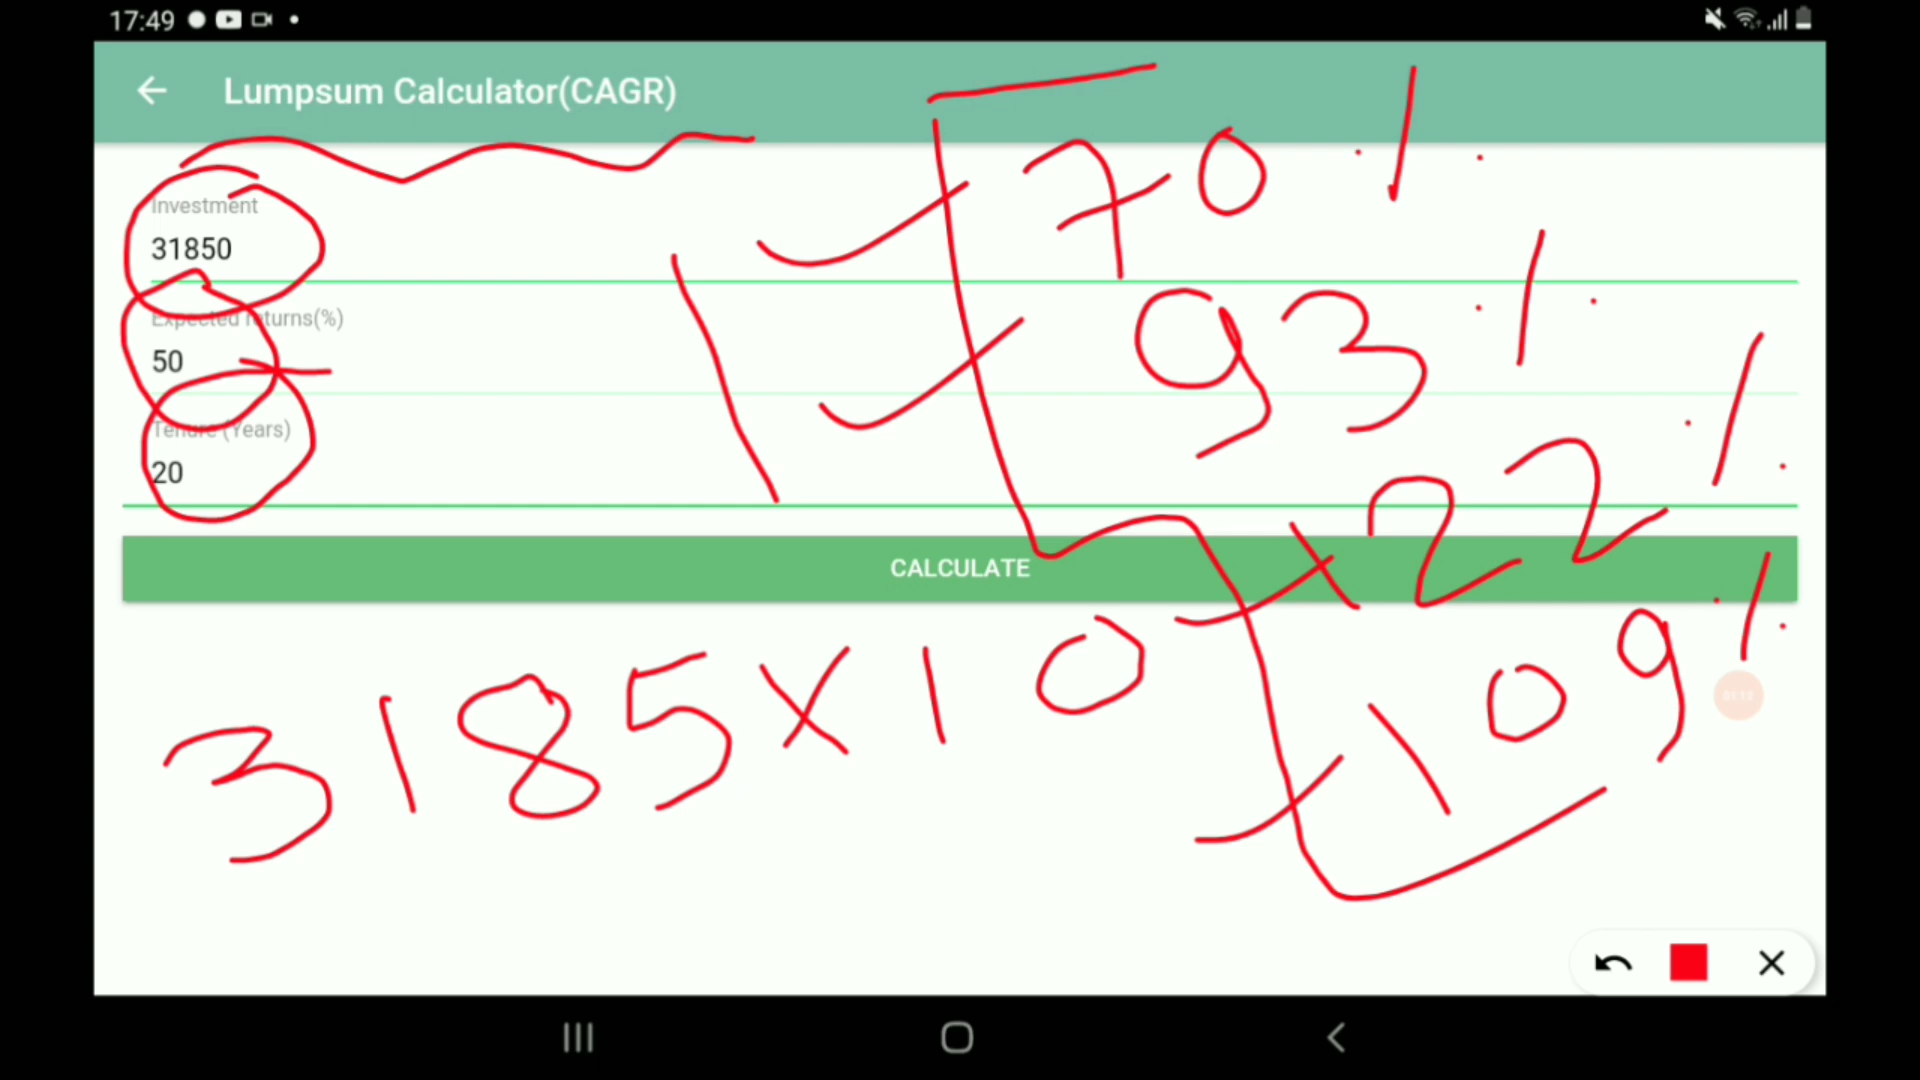 17:49
Lumpsum Calculator(CAGR)
Investment
31850
Expected returns(%)
50
Tenure (Years)
20
CALCULATE
70%
93%
22%
109%
3185x10